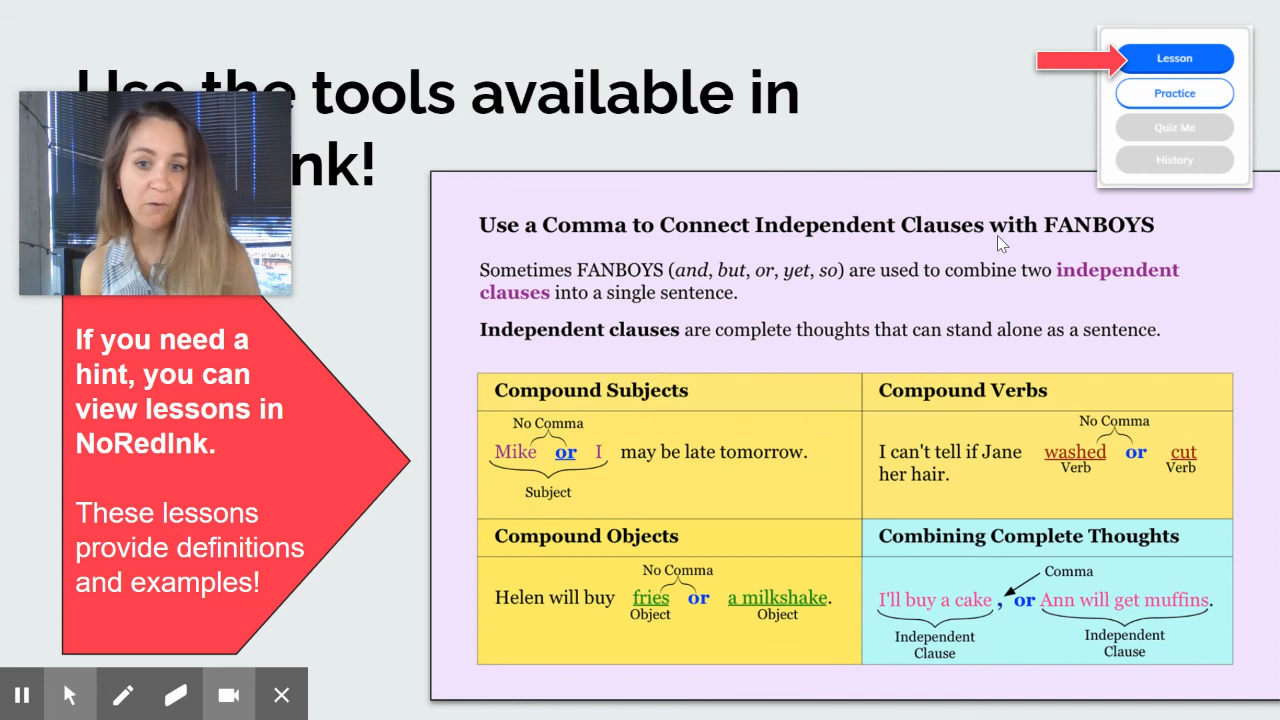 Use the tools available in
nk!
Lesson
Practice
Quiz Me
History
Use a Comma to Connect Independent Clauses with FANBOYS
Sometimes FANBOYS (and, but, or, yet, so) are used to combine two independent
clauses into a single sentence.
Independent clauses are complete thoughts that can stand alone as a sentence.
Compound Subjects
No Comma
Mike or I may be late tomorrow.
Subject
Compound Verbs
No Comma
I can't tell if Jane washed or cut
Verb Verb
her hair.
Compound Objects
No Comma
Helen will buy fries or a milkshake.
Object Object
Combining Complete Thoughts
Comma
I'll buy a cake , or Ann will get muffins.
Independent Independent
Clause Clause
If you need a
hint, you can
view lessons in
NoRedInk.
These lessons
provide definitions
and examples!